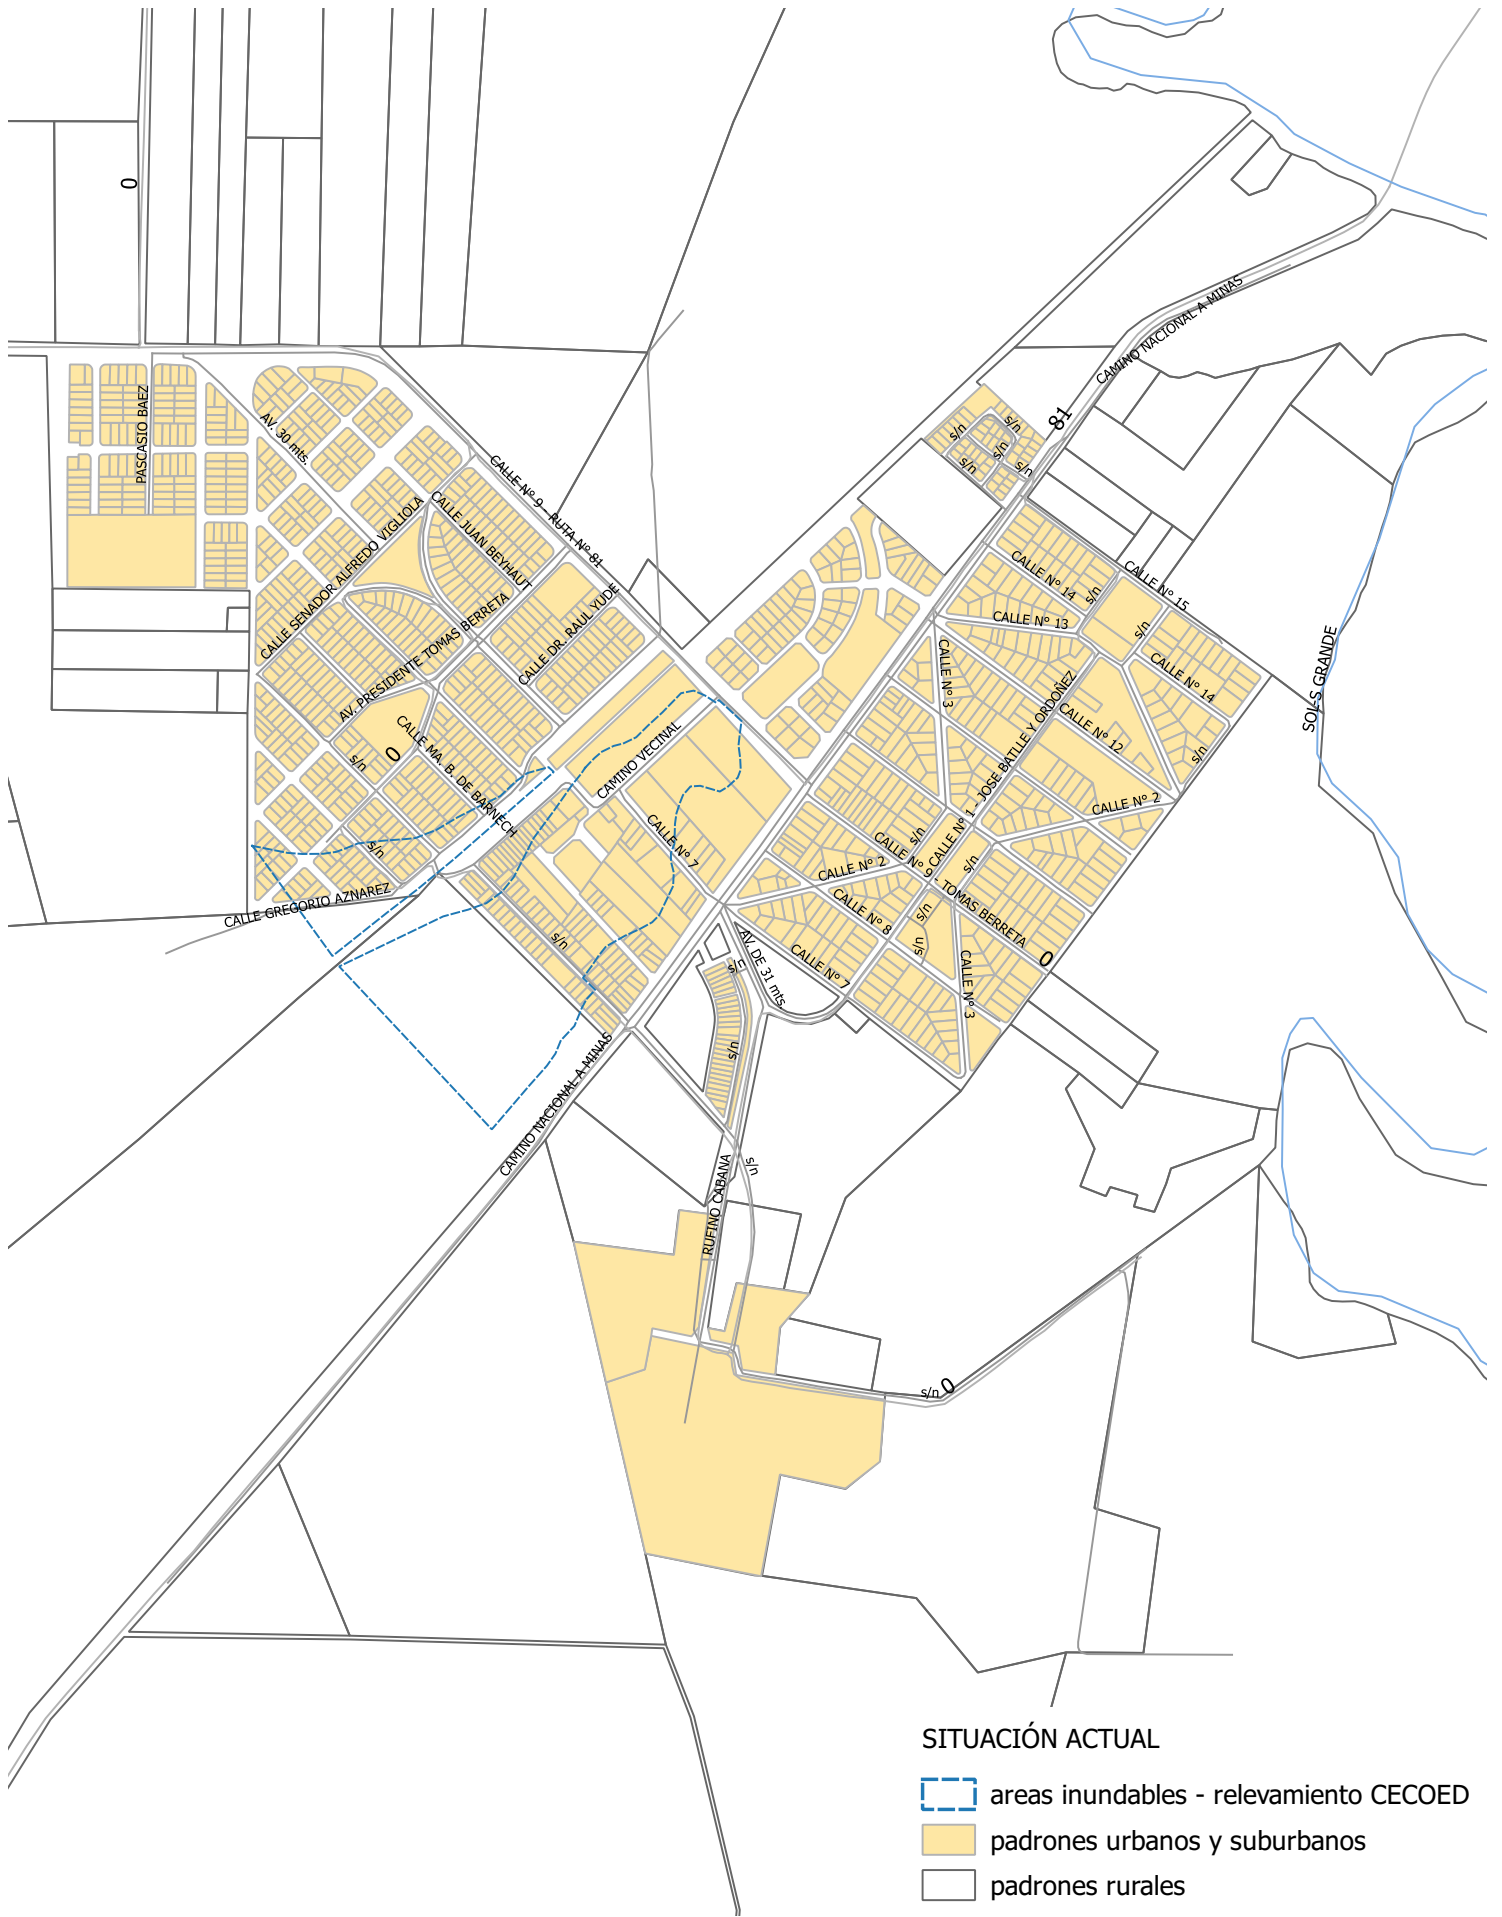 0
CAMINO NACIONAL A MINAS
81
PASCASIO BAEZ
AV. 30 mts.
s/n
s/n
s/n
s/n
s/n
CALLE Nº 9 - RUTA Nº 81
CALLE JUAN BEYHAUT
CALLE SENADOR ALFREDO VIGLIOLA
CALLE Nº 14
s/n
CALLE Nº 15
CALLE DR. RAUL YUDE
AV. PRESIDENTE TOMAS BERRETA
CALLE Nº 13
s/n
CALLE Nº 3
CALLE Nº 14
SOLS GRANDE
CALLE MA. B. DE BARNECH
CALLE Nº 12
s/n
0
s/n
CAMINO VECINAL
CALLE Nº 1 - JOSE BATLLE Y ORDOÑEZ
CALLE Nº 2
CALLE Nº 7
s/n
s/n
s/n
CALLE Nº 2
CALLE Nº 9 - TOMAS BERRETA
CALLE GREGORIO AZNAREZ
CALLE Nº 8
s/n
s/n
s/n
AV. DE 31 mts.
s/n
CALLE Nº 7
CALLE Nº 3
0
s/n
CAMINO NACIONAL A MINAS
s/n
RUFINO CABANA
s/n
0
SITUACIÓN ACTUAL
areas inundables - relevamiento CECOED
padrones urbanos y suburbanos
padrones rurales